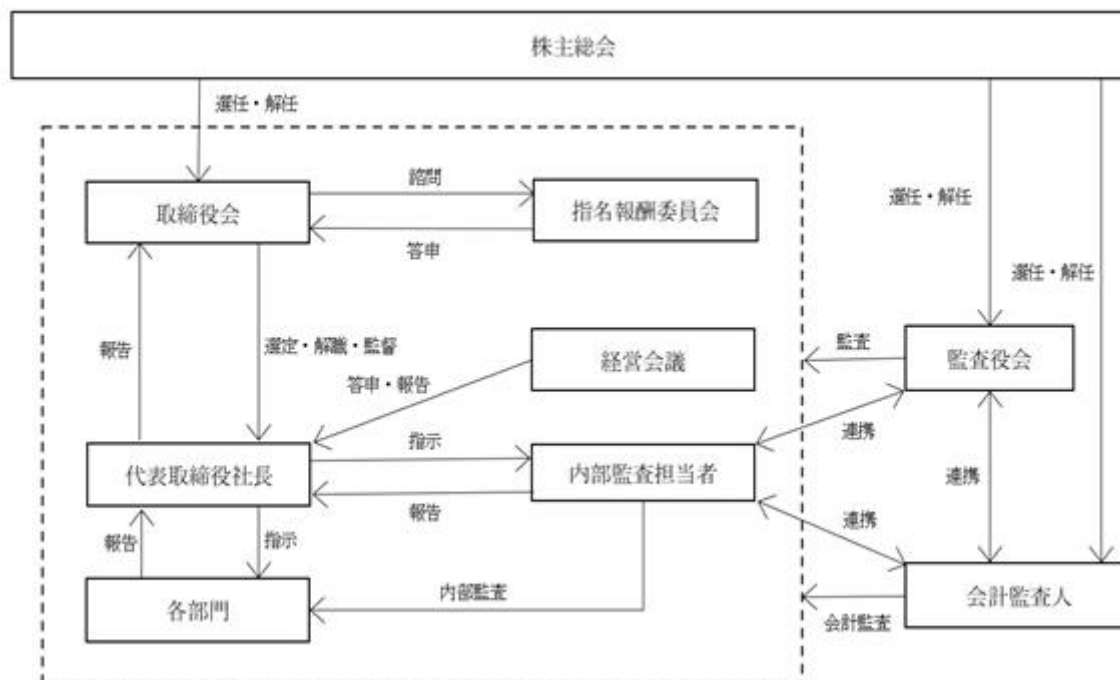 株主総会
選任・解任
諮問
取締役会
指名報酬委員会
答申
選任・解任
選任・解任
報告
選定・解職・監督
経営会議
監査
監査役会
答申・報告
指示
連携
代表取締役社長
内部監査担当者
報告
連携
連携
報告
指示
内部監査
各部門
会計監査人
会計監査